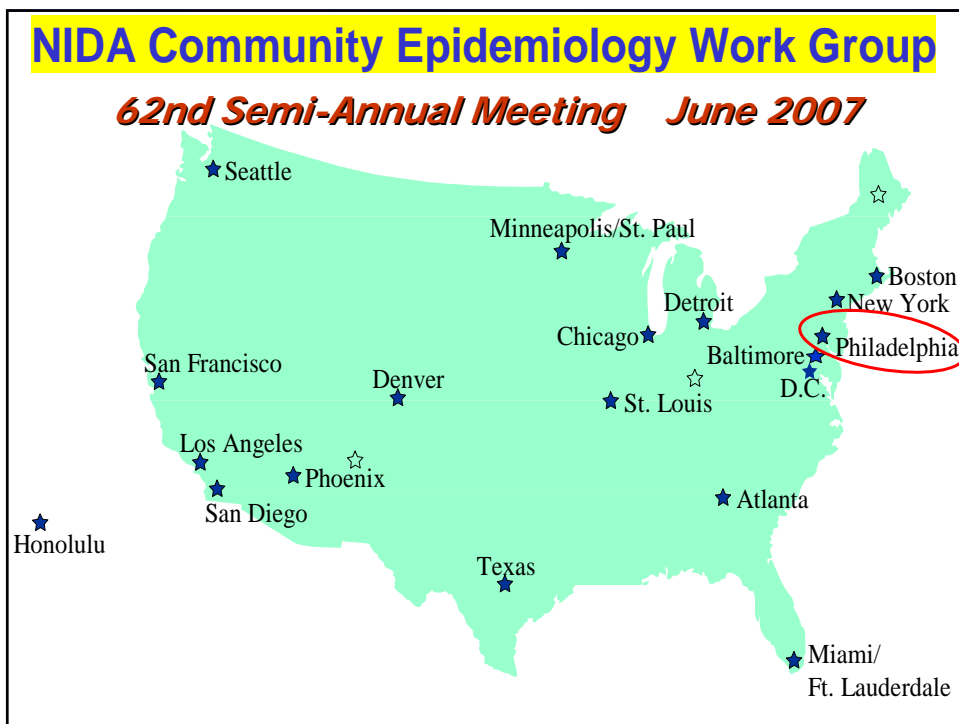 NIDA Community Epidemiology Work Group
62nd Semi-Annual Meeting June 2007
Seattle
Minneapolis/St. Paul
Boston
New York
Detroit
Chicago
Philadelphia
Baltimore
D.C.
San Francisco
Denver
St. Louis
Los Angeles
Phoenix
San Diego
Atlanta
Honolulu
Texas
Miami/
Ft. Lauderdale